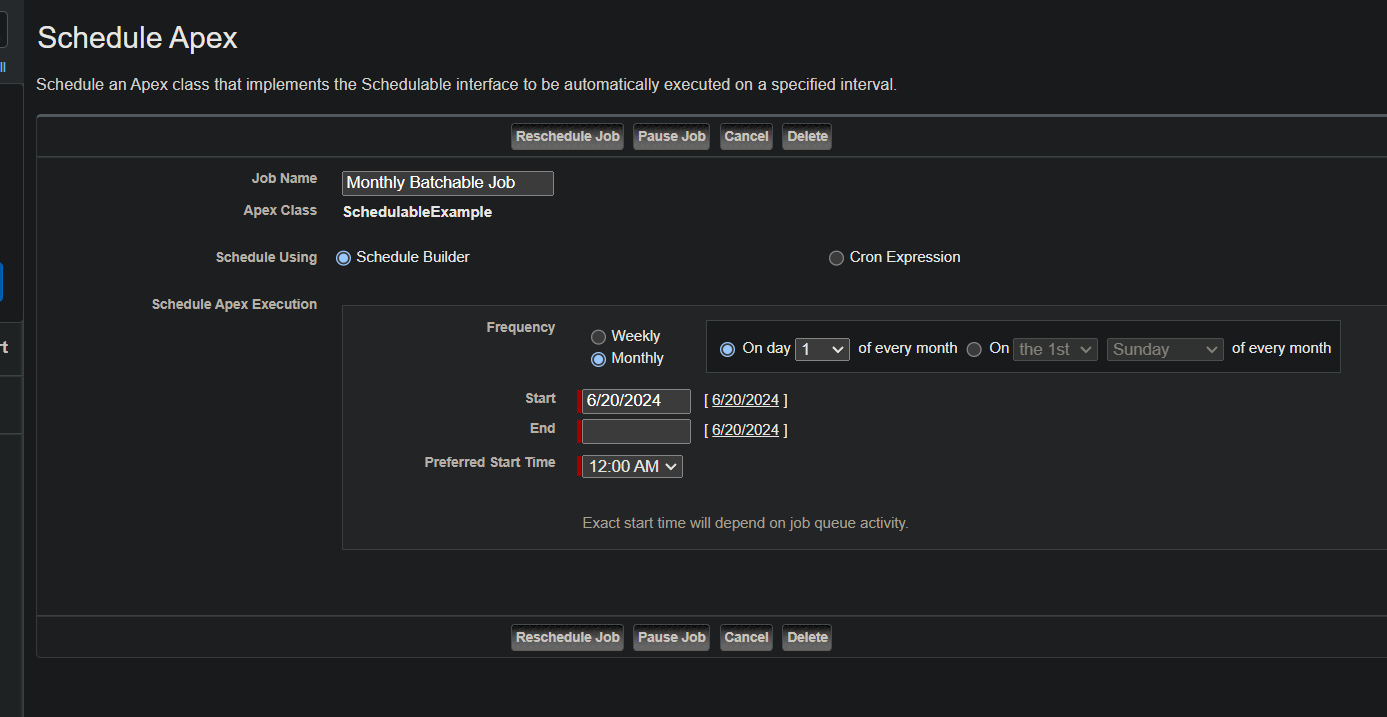 Schedule Apex
ll
Schedule an Apex class that implements the Schedulable interface to be automatically executed on a specified interval.
Reschedule Job Pause Job Cancel Delete
Job Name Monthly Batchable Job
Apex Class SchedulableExample
Schedule Using Schedule Builder Cron Expression
Schedule Apex Execution
Frequency Weekly
Monthly
On day 1 of every month On the 1st Sunday of every month
rt
Start 6/20/2024 [ 6/20/2024 ]
End [ 6/20/2024 ]
Preferred Start Time 12:00 AM
Exact start time will depend on job queue activity.
Reschedule Job Pause Job Cancel Delete